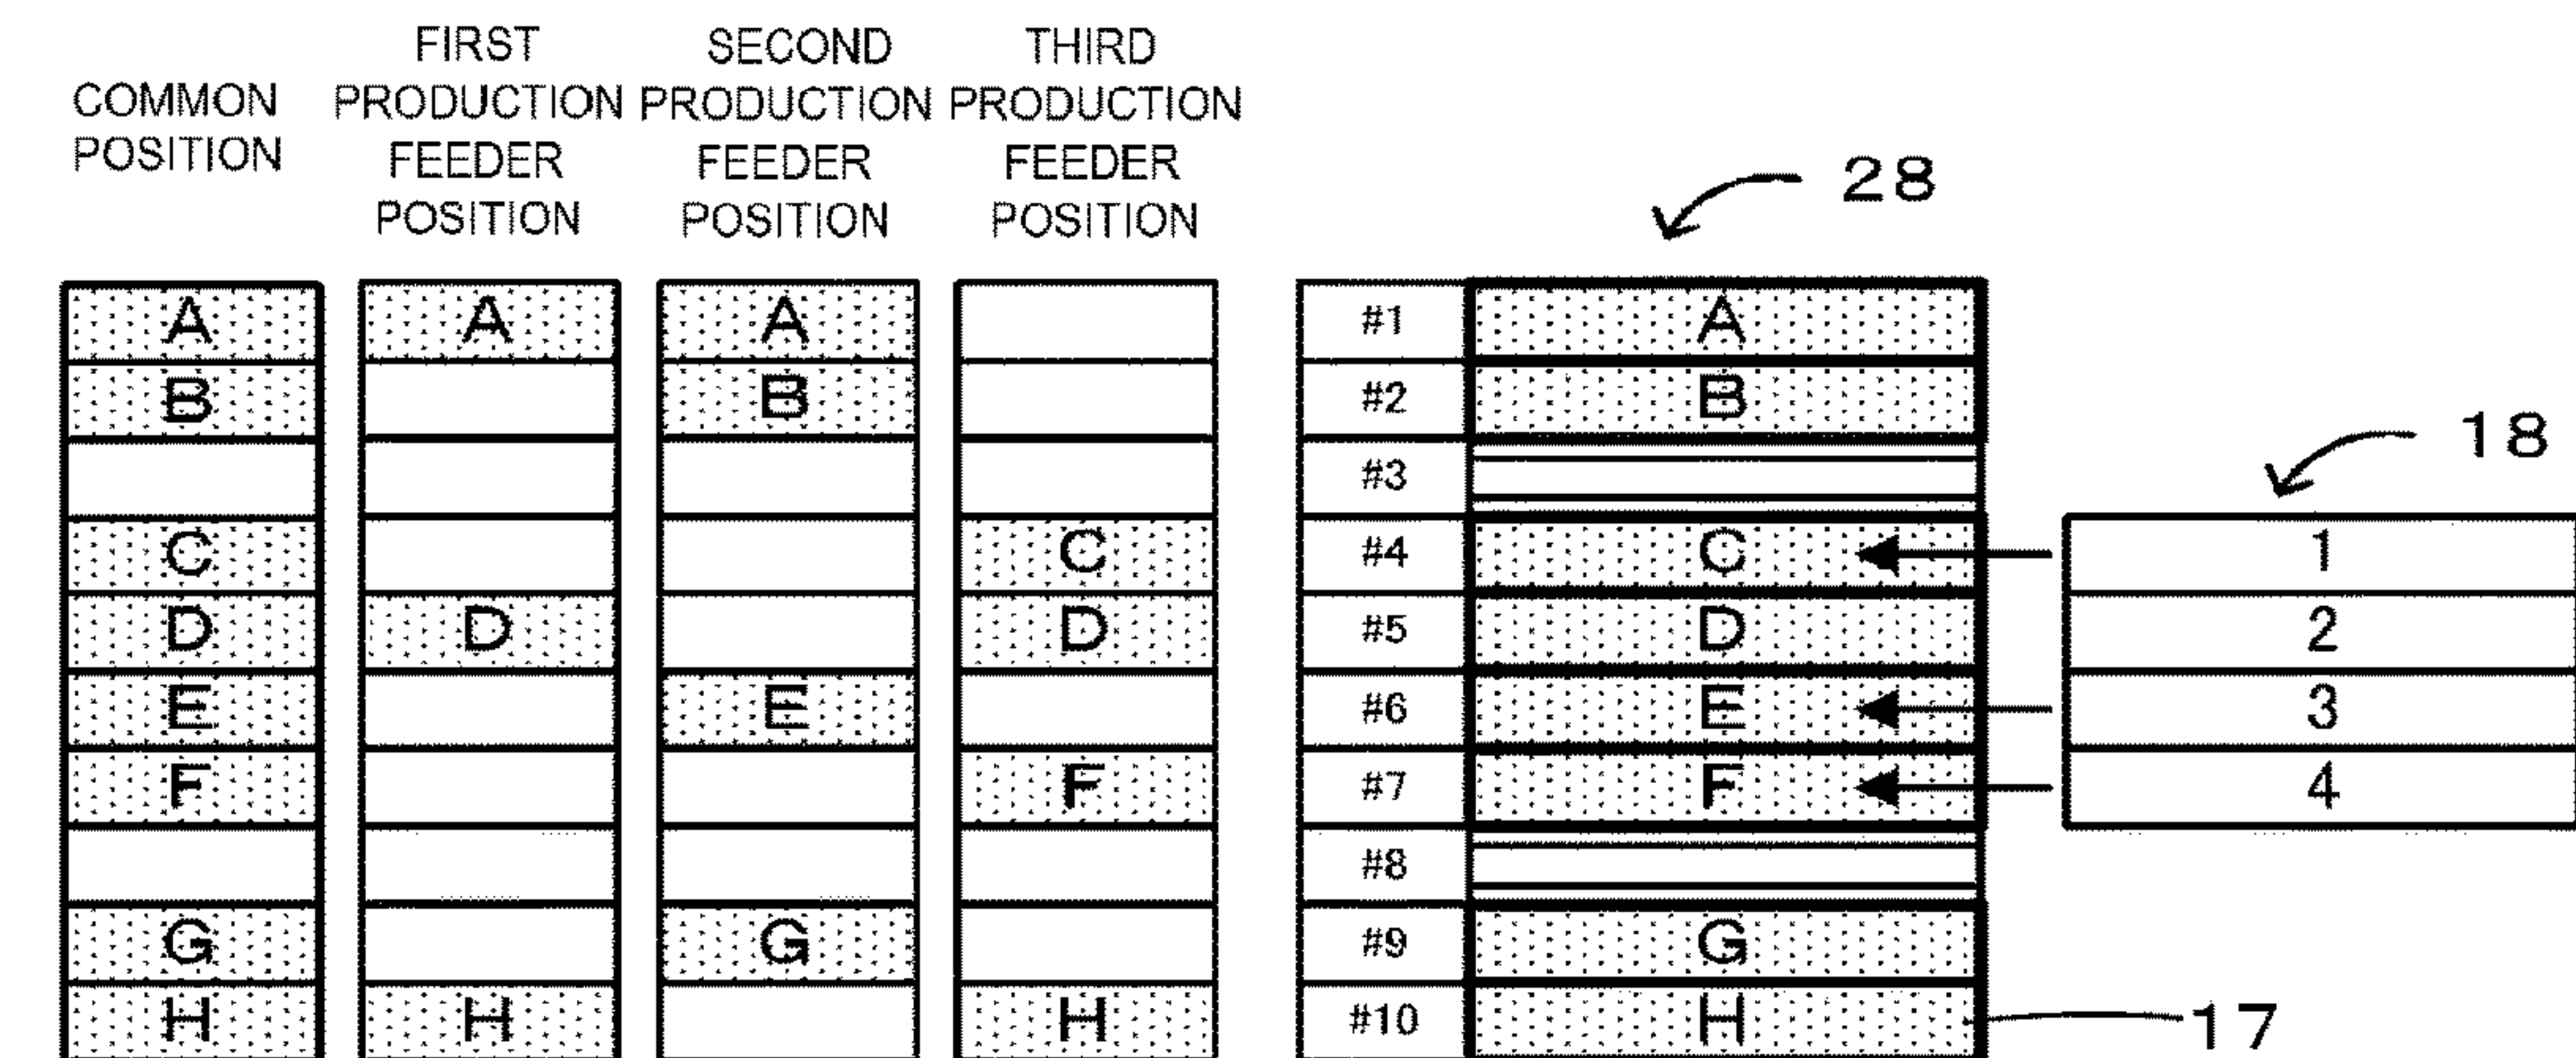 COMMON
POSITION
FIRST
PRODUCTION
FEEDER
POSITION
SECOND
PRODUCTION
FEEDER
POSITION
THIRD
PRODUCTION
FEEDER
POSITION
28
18
A A A #1 A
B B #2 B
#3
C C #4 C 1
D D D #5 D 2
E E #6 E 3
F F #7 F 4
#8
G G #9 G
H H H #10 H 17